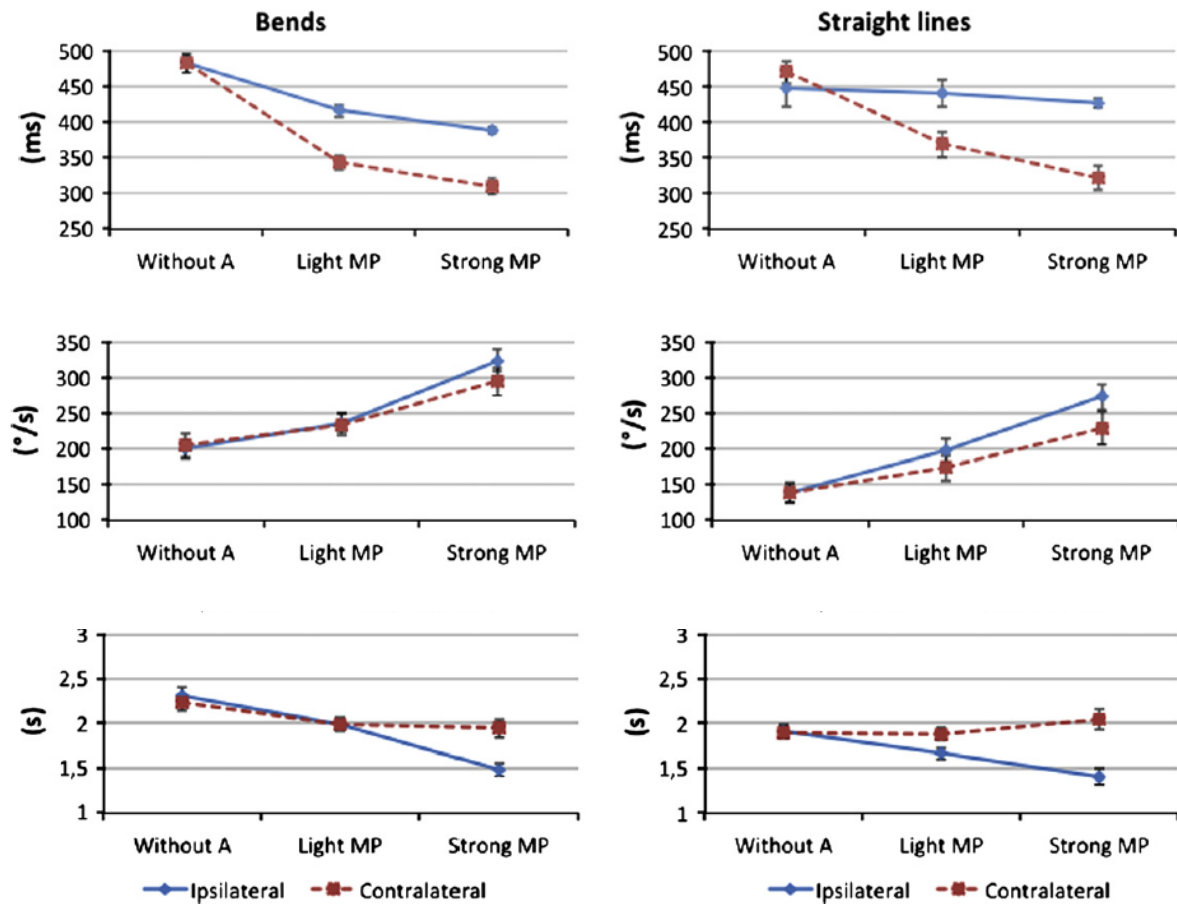 Bends
Straight lines
500
450
400
350
300
250
(ms)
Without A Light MP Strong MP
500
450
400
350
300
250
(ms)
Without A Light MP Strong MP
350
300
250
200
150
100
(°/s)
Without A Light MP Strong MP
350
300
250
200
150
100
(°/s)
Without A Light MP Strong MP
3
2,5
2
1,5
1
(s)
Without A Light MP Strong MP
Ipsilateral Contralateral
3
2,5
2
1,5
1
(s)
Without A Light MP Strong MP
Ipsilateral Contralateral